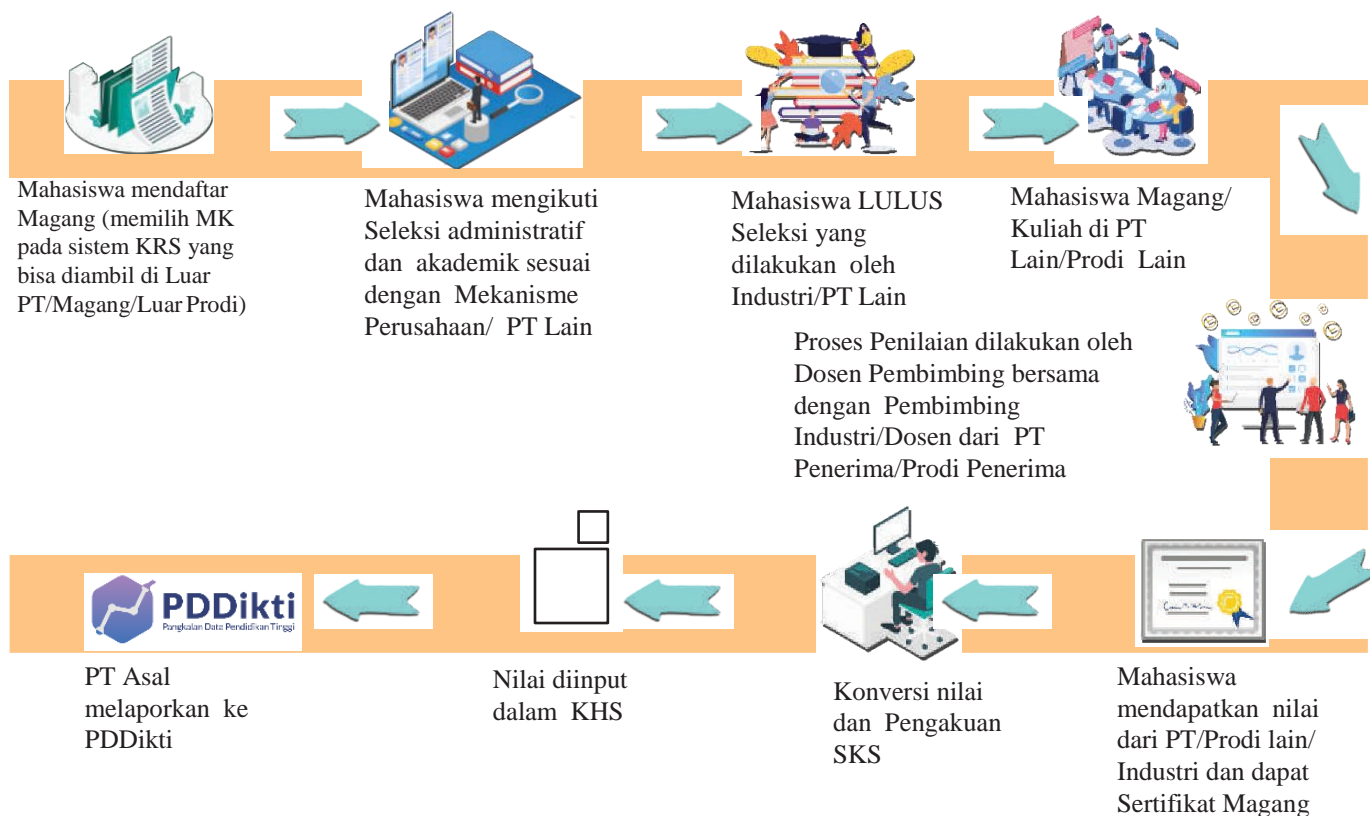 Mahasiswa mendaftar
Magang (memilih MK
pada sistem KRS yang
bisa diambil di Luar
PT/Magang/Luar Prodi)
Mahasiswa mengikuti
Seleksi administratif
dan akademik sesuai
dengan Mekanisme
Perusahaan/ PT Lain
Mahasiswa LULUS
Seleksi yang
dilakukan oleh
Industri/PT Lain
Mahasiswa Magang/
Kuliah di PT
Lain/Prodi Lain
Proses Penilaian dilakukan oleh
Dosen Pembimbing bersama
dengan Pembimbing
Industri/Dosen dari PT
Penerima/Prodi Penerima
Mahasiswa
mendapatkan nilai
dari PT/Prodi lain/
Industri dan dapat
Sertifikat Magang
Konversi nilai
dan Pengakuan
SKS
Nilai diinput
dalam KHS
PDDikti
Pangkalan Data Pendidikan Tinggi
PT Asal
melaporkan ke
PDDikti